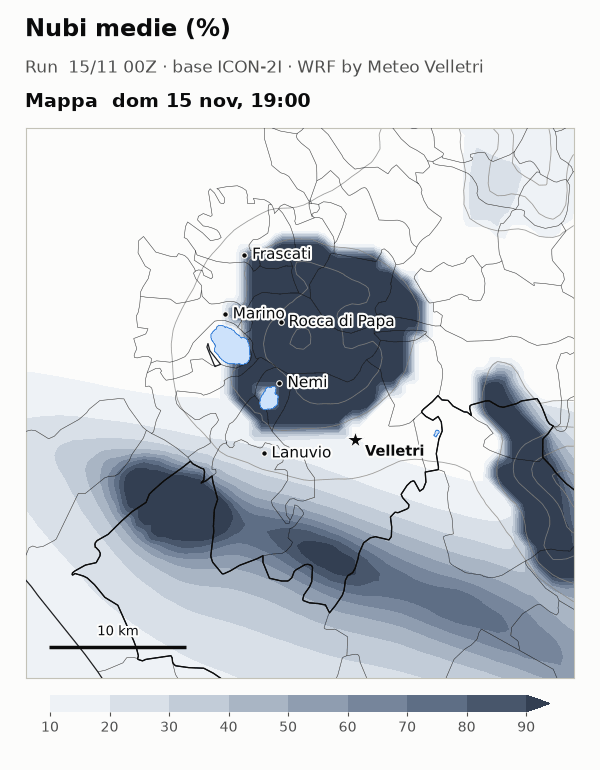 Nubi medie (%)
Run  15/11 00Z · base ICON-2I · WRF by Meteo Velletri
Mappa  dom 15 nov, 19:00
Frascati
Marino
Rocca di Papa
Nemi
Velletri
Lanuvio
10 km
10 20 30 40 50 60 70 80 90